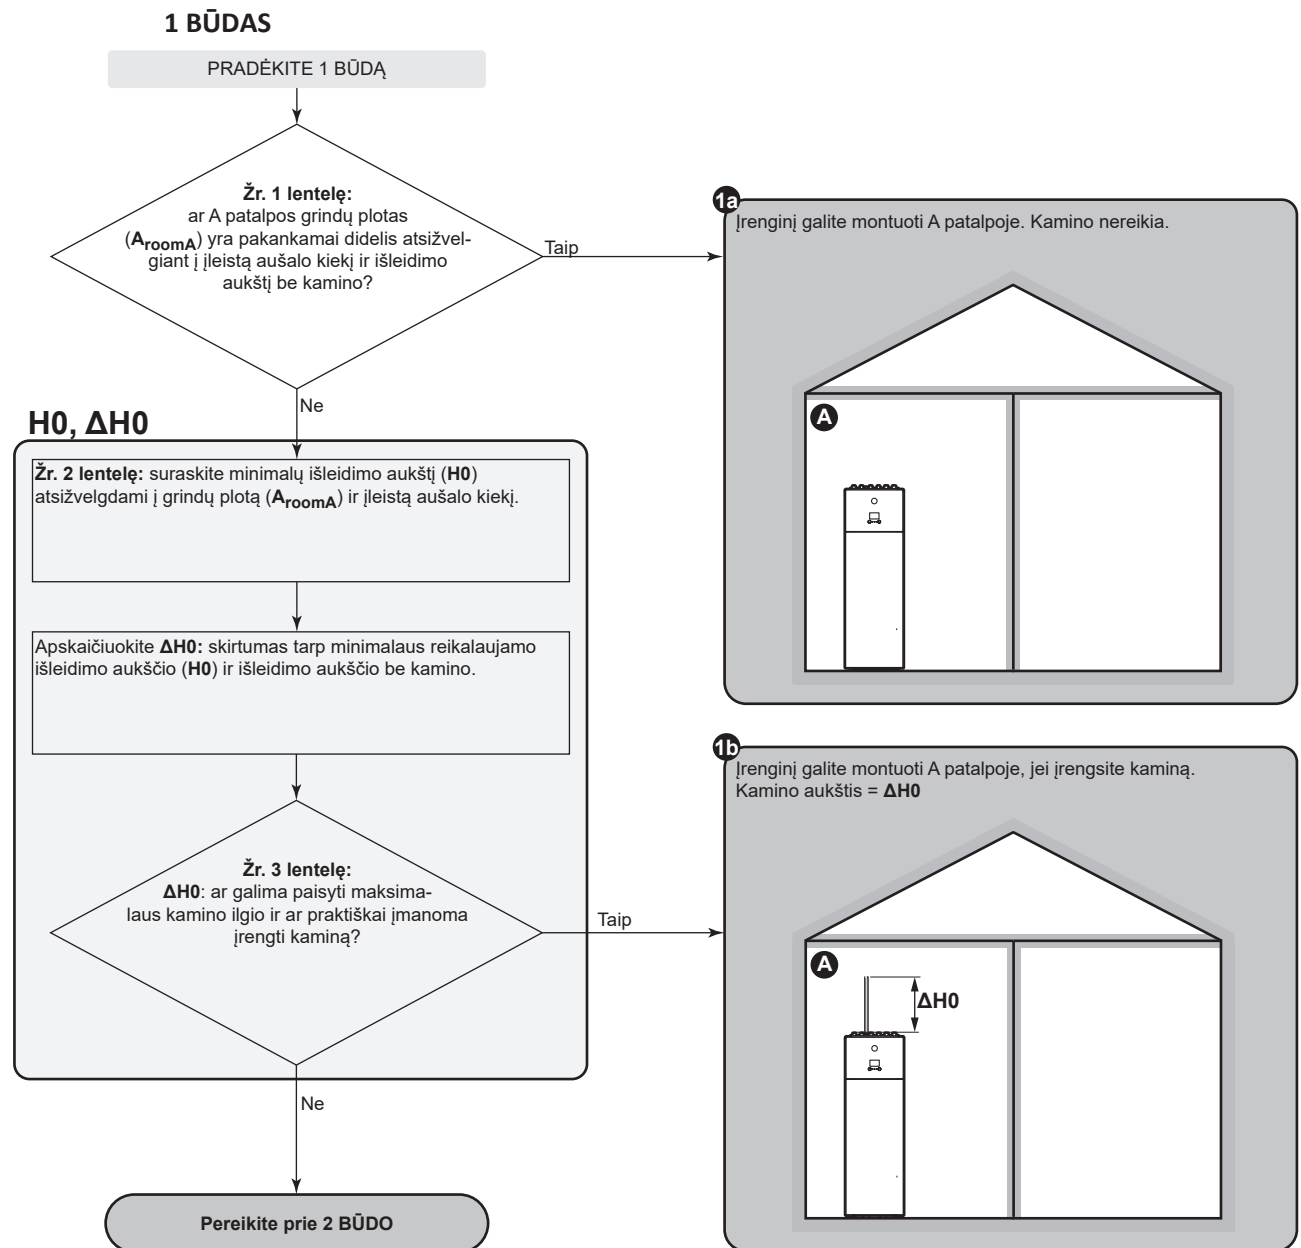 1 BŪDAS
PRADĖKITE 1 BŪDĄ
Žr. 1 lentelę:
ar A patalpos grindų plotas
(AroomA) yra pakankamai didelis atsižvel-
giant į įleistą aušalo kiekį ir išleidimo
aukštį be kamino?
Taip
Ne
1a
Įrenginį galite montuoti A patalpoje. Kamino nereikia.
A
H0, ΔH0
Žr. 2 lentelę: suraskite minimalų išleidimo aukštį (H0)
atsižvelgdami į grindų plotą (AroomA) ir įleistą aušalo kiekį.
Apskaičiuokite ΔH0: skirtumas tarp minimalaus reikalaujamo
išleidimo aukščio (H0) ir išleidimo aukščio be kamino.
Žr. 3 lentelę:
ΔH0: ar galima paisyti maksima-
laus kamino ilgio ir ar praktiškai įmanoma
įrengti kaminą?
Taip
Ne
1b
Įrenginį galite montuoti A patalpoje, jei įrengsite kaminą.
Kamino aukštis = ΔH0
A
ΔH0
Pereikite prie 2 BŪDO